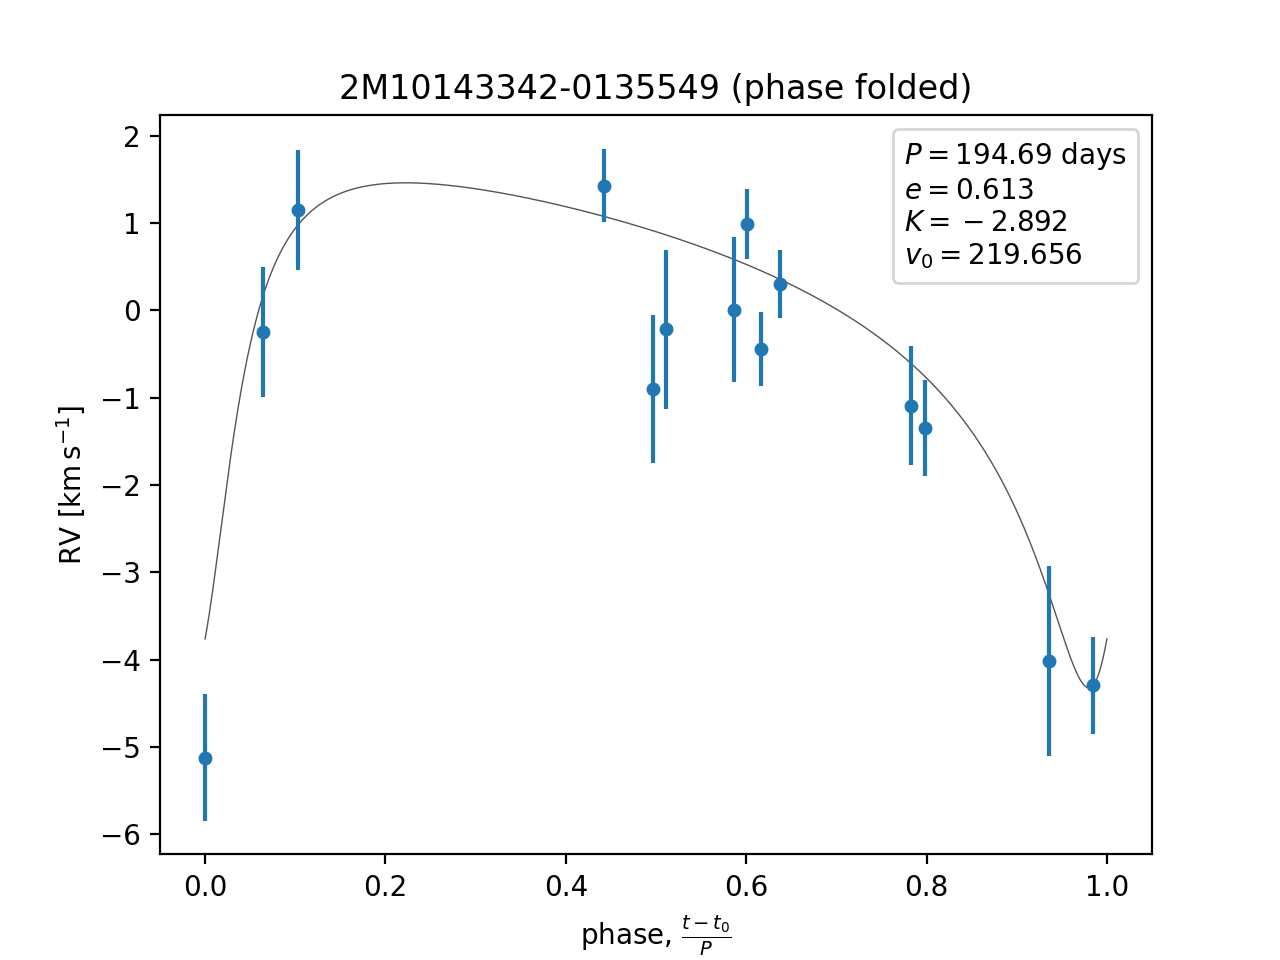 2M10143342-0135549 (phase folded)
P = 194.69 days
e = 0.613
K = − 2.892
v₀ = 219.656
RV [km s⁻¹]
2
1
0
−1
−2
−3
−4
−5
−6
0.0 0.2 0.4 0.6 0.8 1.0
phase, (t − t₀)/P